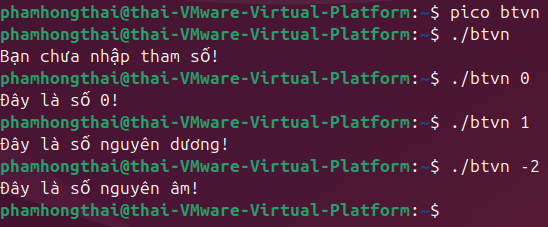 phamhongthai@thai-VMware-Virtual-Platform:~$ pico btvn
phamhongthai@thai-VMware-Virtual-Platform:~$ ./btvn
Bạn chưa nhập tham số!
phamhongthai@thai-VMware-Virtual-Platform:~$ ./btvn 0
Đây là số 0!
phamhongthai@thai-VMware-Virtual-Platform:~$ ./btvn 1
Đây là số nguyên dương!
phamhongthai@thai-VMware-Virtual-Platform:~$ ./btvn -2
Đây là số nguyên âm!
phamhongthai@thai-VMware-Virtual-Platform:~$